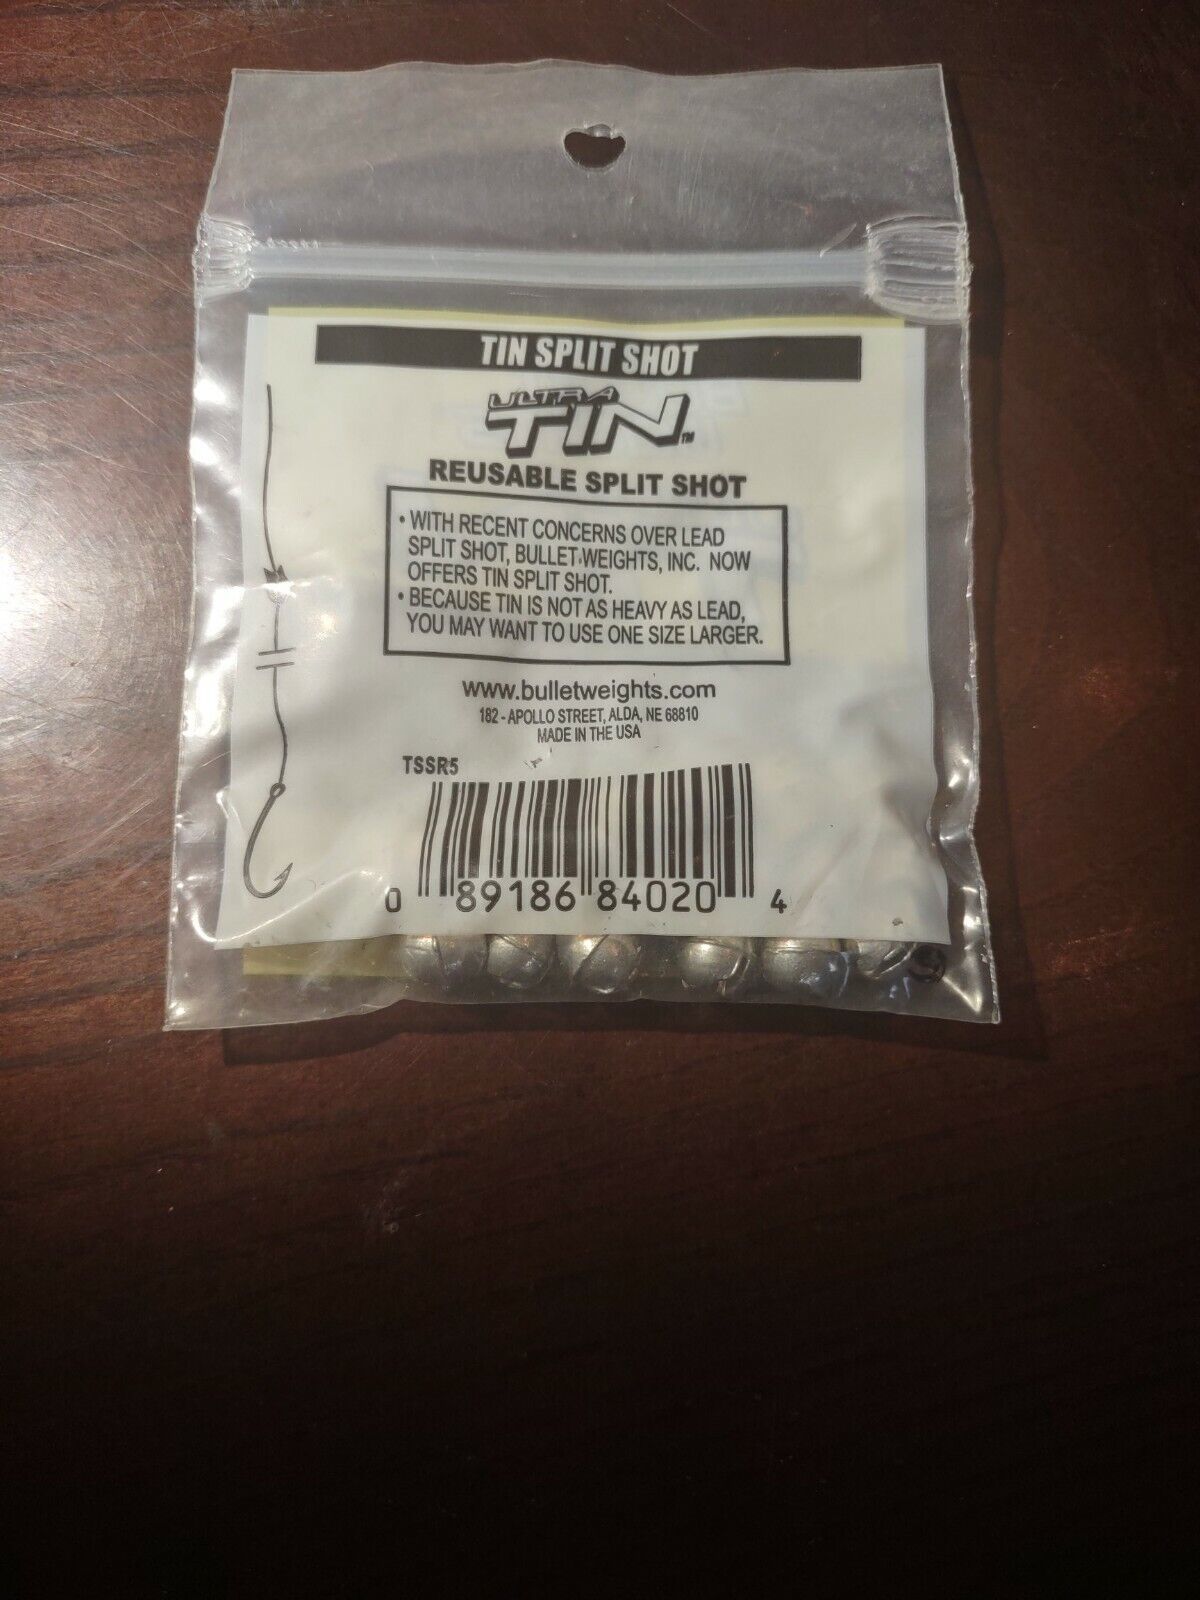 TIN SPLIT SHOT
ULTRA
TIN™
REUSABLE SPLIT SHOT
• WITH RECENT CONCERNS OVER LEAD
SPLIT SHOT, BULLET WEIGHTS, INC. NOW
OFFERS TIN SPLIT SHOT.
• BECAUSE TIN IS NOT AS HEAVY AS LEAD,
YOU MAY WANT TO USE ONE SIZE LARGER.
www.bulletweights.com
182 - APOLLO STREET, ALDA, NE 68810
MADE IN THE USA
TSSR5
0 89186 84020 4